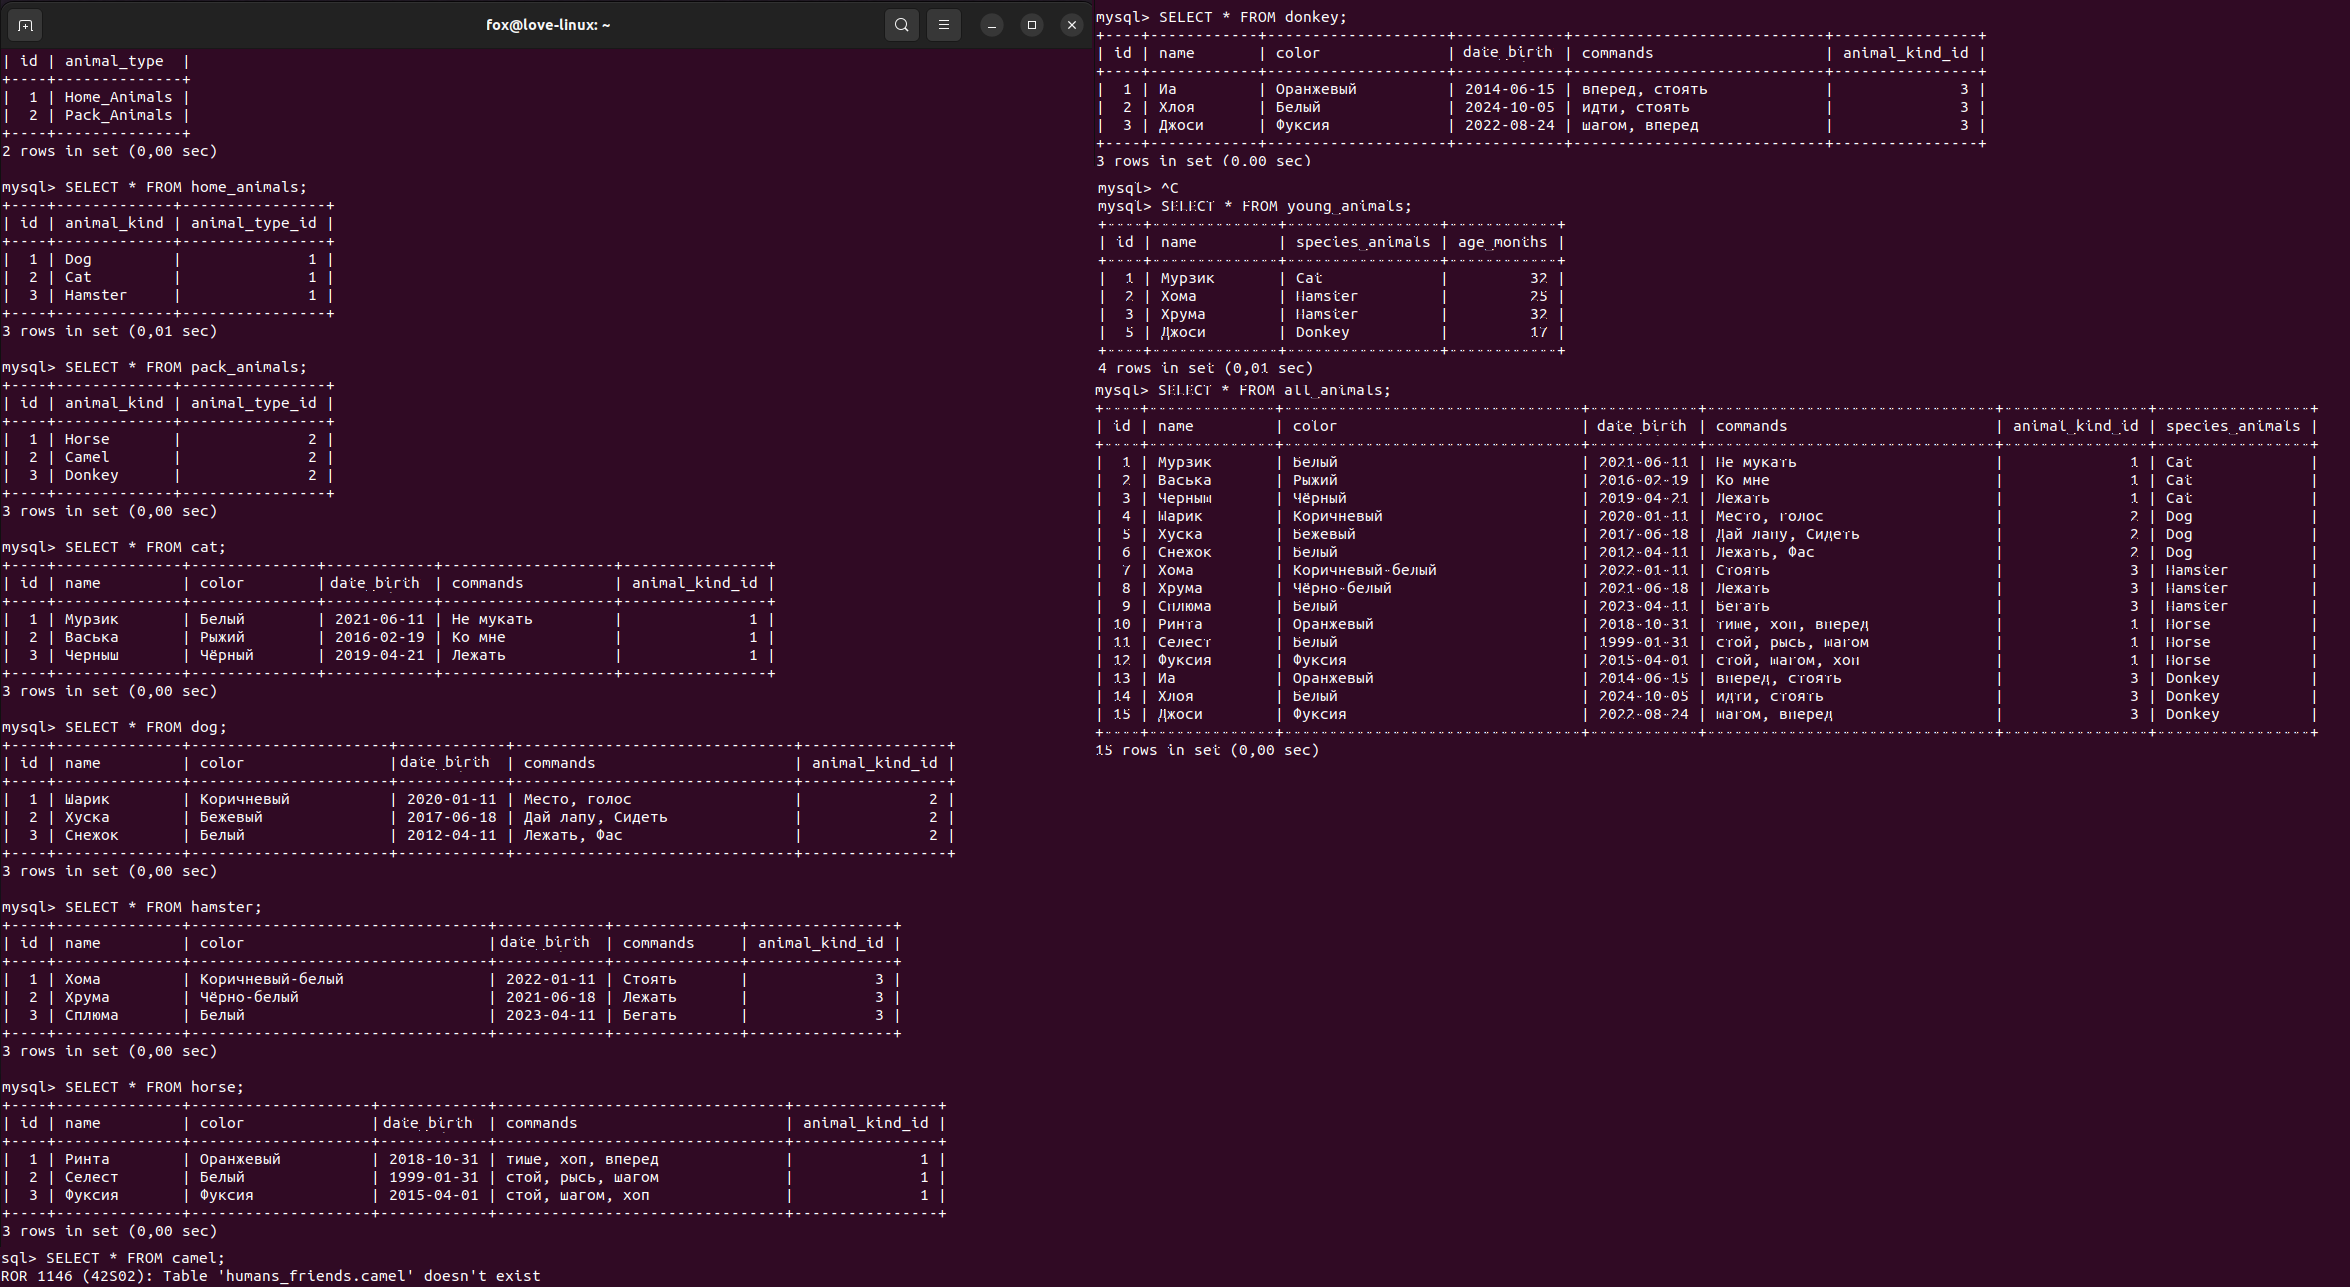 fox@love-linux: ~
| id | animal_type  |
+----+--------------+
|  1 | Home_Animals |
|  2 | Pack_Animals |
+----+--------------+
2 rows in set (0,00 sec)
mysql> SELECT * FROM home_animals;
+----+-------------+----------------+
| id | animal_kind | animal_type_id |
+----+-------------+----------------+
|  1 | Dog         |              1 |
|  2 | Cat         |              1 |
|  3 | Hamster     |              1 |
+----+-------------+----------------+
3 rows in set (0,01 sec)
mysql> SELECT * FROM pack_animals;
+----+-------------+----------------+
| id | animal_kind | animal_type_id |
+----+-------------+----------------+
|  1 | Horse       |              2 |
|  2 | Camel       |              2 |
|  3 | Donkey      |              2 |
+----+-------------+----------------+
3 rows in set (0,00 sec)
mysql> SELECT * FROM cat;
+----+--------------+--------------+------------+-------------------+----------------+
| id | name         | color        | date_birth | commands          | animal_kind_id |
+----+--------------+--------------+------------+-------------------+----------------+
|  1 | Мурзик       | Белый        | 2021-06-11 | Не мукать         |              1 |
|  2 | Васька       | Рыжий        | 2016-02-19 | Ко мне            |              1 |
|  3 | Черныш       | Чёрный       | 2019-04-21 | Лежать            |              1 |
+----+--------------+--------------+------------+-------------------+----------------+
3 rows in set (0,00 sec)
mysql> SELECT * FROM dog;
+----+--------------+----------------------+------------+-------------------------------+----------------+
| id | name         | color                | date_birth | commands                      | animal_kind_id |
+----+--------------+----------------------+------------+-------------------------------+----------------+
|  1 | Шарик        | Коричневый           | 2020-01-11 | Место, голос                  |              2 |
|  2 | Хуска        | Бежевый              | 2017-06-18 | Дай лапу, Сидеть              |              2 |
|  3 | Снежок       | Белый                | 2012-04-11 | Лежать, Фас                   |              2 |
+----+--------------+----------------------+------------+-------------------------------+----------------+
3 rows in set (0,00 sec)
mysql> SELECT * FROM hamster;
+----+--------------+---------------------------------+------------+--------------+----------------+
| id | name         | color                           | date_birth | commands     | animal_kind_id |
+----+--------------+---------------------------------+------------+--------------+----------------+
|  1 | Хома         | Коричневый-белый                | 2022-01-11 | Стоять       |              3 |
|  2 | Хрума        | Чёрно-белый                     | 2021-06-18 | Лежать       |              3 |
|  3 | Сплюма       | Белый                           | 2023-04-11 | Бегать       |              3 |
+----+--------------+---------------------------------+------------+--------------+----------------+
3 rows in set (0,00 sec)
mysql> SELECT * FROM horse;
+----+--------------+--------------------+------------+--------------------------------+----------------+
| id | name         | color              | date_birth | commands                       | animal_kind_id |
+----+--------------+--------------------+------------+--------------------------------+----------------+
|  1 | Ринта        | Оранжевый          | 2018-10-31 | тише, хоп, вперед              |              1 |
|  2 | Селест       | Белый              | 1999-01-31 | стой, рысь, шагом              |              1 |
|  3 | Фуксия       | Фуксия             | 2015-04-01 | стой, шагом, хоп               |              1 |
+----+--------------+--------------------+------------+--------------------------------+----------------+
3 rows in set (0,00 sec)
sql> SELECT * FROM camel;
ROR 1146 (42S02): Table 'humans_friends.camel' doesn't exist
mysql> SELECT * FROM donkey;
+----+------------+--------------------+------------+----------------------------+----------------+
| id | name       | color              | date_birth | commands                   | animal_kind_id |
+----+------------+--------------------+------------+----------------------------+----------------+
|  1 | Иа         | Оранжевый          | 2014-06-15 | вперед, стоять             |              3 |
|  2 | Хлоя       | Белый              | 2024-10-05 | идти, стоять               |              3 |
|  3 | Джоси      | Фуксия             | 2022-08-24 | шагом, вперед              |              3 |
+----+------------+--------------------+------------+----------------------------+----------------+
3 rows in set (0.00 sec)
mysql> ^C
mysql> SELECT * FROM young_animals;
+----+--------------+-----------------+------------+
| id | name         | species_animals | age_months |
+----+--------------+-----------------+------------+
|  1 | Мурзик       | Cat             |         32 |
|  2 | Хома         | Hamster         |         25 |
|  3 | Хрума        | Hamster         |         32 |
|  5 | Джоси        | Donkey          |         17 |
+----+--------------+-----------------+------------+
4 rows in set (0,01 sec)
mysql> SELECT * FROM all_animals;
+----+--------------+---------------------------------+------------+--------------------------------+----------------+-----------------+
| id | name         | color                           | date_birth | commands                       | animal_kind_id | species_animals |
+----+--------------+---------------------------------+------------+--------------------------------+----------------+-----------------+
|  1 | Мурзик       | Белый                           | 2021-06-11 | Не мукать                      |              1 | Cat             |
|  2 | Васька       | Рыжий                           | 2016-02-19 | Ко мне                         |              1 | Cat             |
|  3 | Черныш       | Чёрный                          | 2019-04-21 | Лежать                         |              1 | Cat             |
|  4 | Шарик        | Коричневый                      | 2020-01-11 | Место, голос                   |              2 | Dog             |
|  5 | Хуска        | Бежевый                         | 2017-06-18 | Дай лапу, Сидеть               |              2 | Dog             |
|  6 | Снежок       | Белый                           | 2012-04-11 | Лежать, Фас                    |              2 | Dog             |
|  7 | Хома         | Коричневый-белый                | 2022-01-11 | Стоять                         |              3 | Hamster         |
|  8 | Хрума        | Чёрно-белый                     | 2021-06-18 | Лежать                         |              3 | Hamster         |
|  9 | Сплюма       | Белый                           | 2023-04-11 | Бегать                         |              3 | Hamster         |
| 10 | Ринта        | Оранжевый                       | 2018-10-31 | тише, хоп, вперед              |              1 | Horse           |
| 11 | Селест       | Белый                           | 1999-01-31 | стой, рысь, шагом              |              1 | Horse           |
| 12 | Фуксия       | Фуксия                          | 2015-04-01 | стой, шагом, хоп               |              1 | Horse           |
| 13 | Иа           | Оранжевый                       | 2014-06-15 | вперед, стоять                 |              3 | Donkey          |
| 14 | Хлоя         | Белый                           | 2024-10-05 | идти, стоять                   |              3 | Donkey          |
| 15 | Джоси        | Фуксия                          | 2022-08-24 | шагом, вперед                  |              3 | Donkey          |
+----+--------------+---------------------------------+------------+--------------------------------+----------------+-----------------+
15 rows in set (0,00 sec)